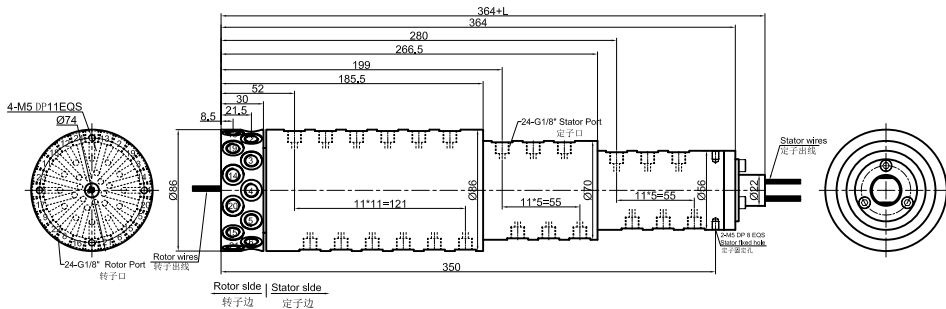 364+L
364
280
266.5
199
185.5
52
30
21.5
8.5
4-M5 DP11EQS
Ø74
24-G1/8" Stator Port
定子口
Stator wires
定子出线
Ø86
11*11=121
Ø86
11*5=55
Ø70
11*5=55
Ø56
Ø22
24-G1/8" Rotor Port
转子口
Rotor wires
转子出线
2-M5 DP 8 EQS
Stator fixed hole
定子固定孔
350
Rotor side
转子边
Stator side
定子边